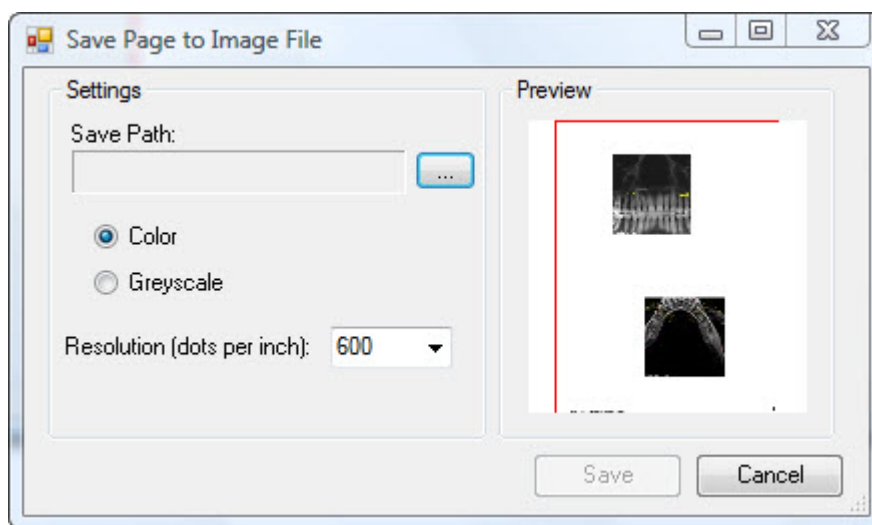 Save Page to Image File
Settings
Save Path:
...
Color
Greyscale
Resolution (dots per inch): 600
Preview
Save
Cancel